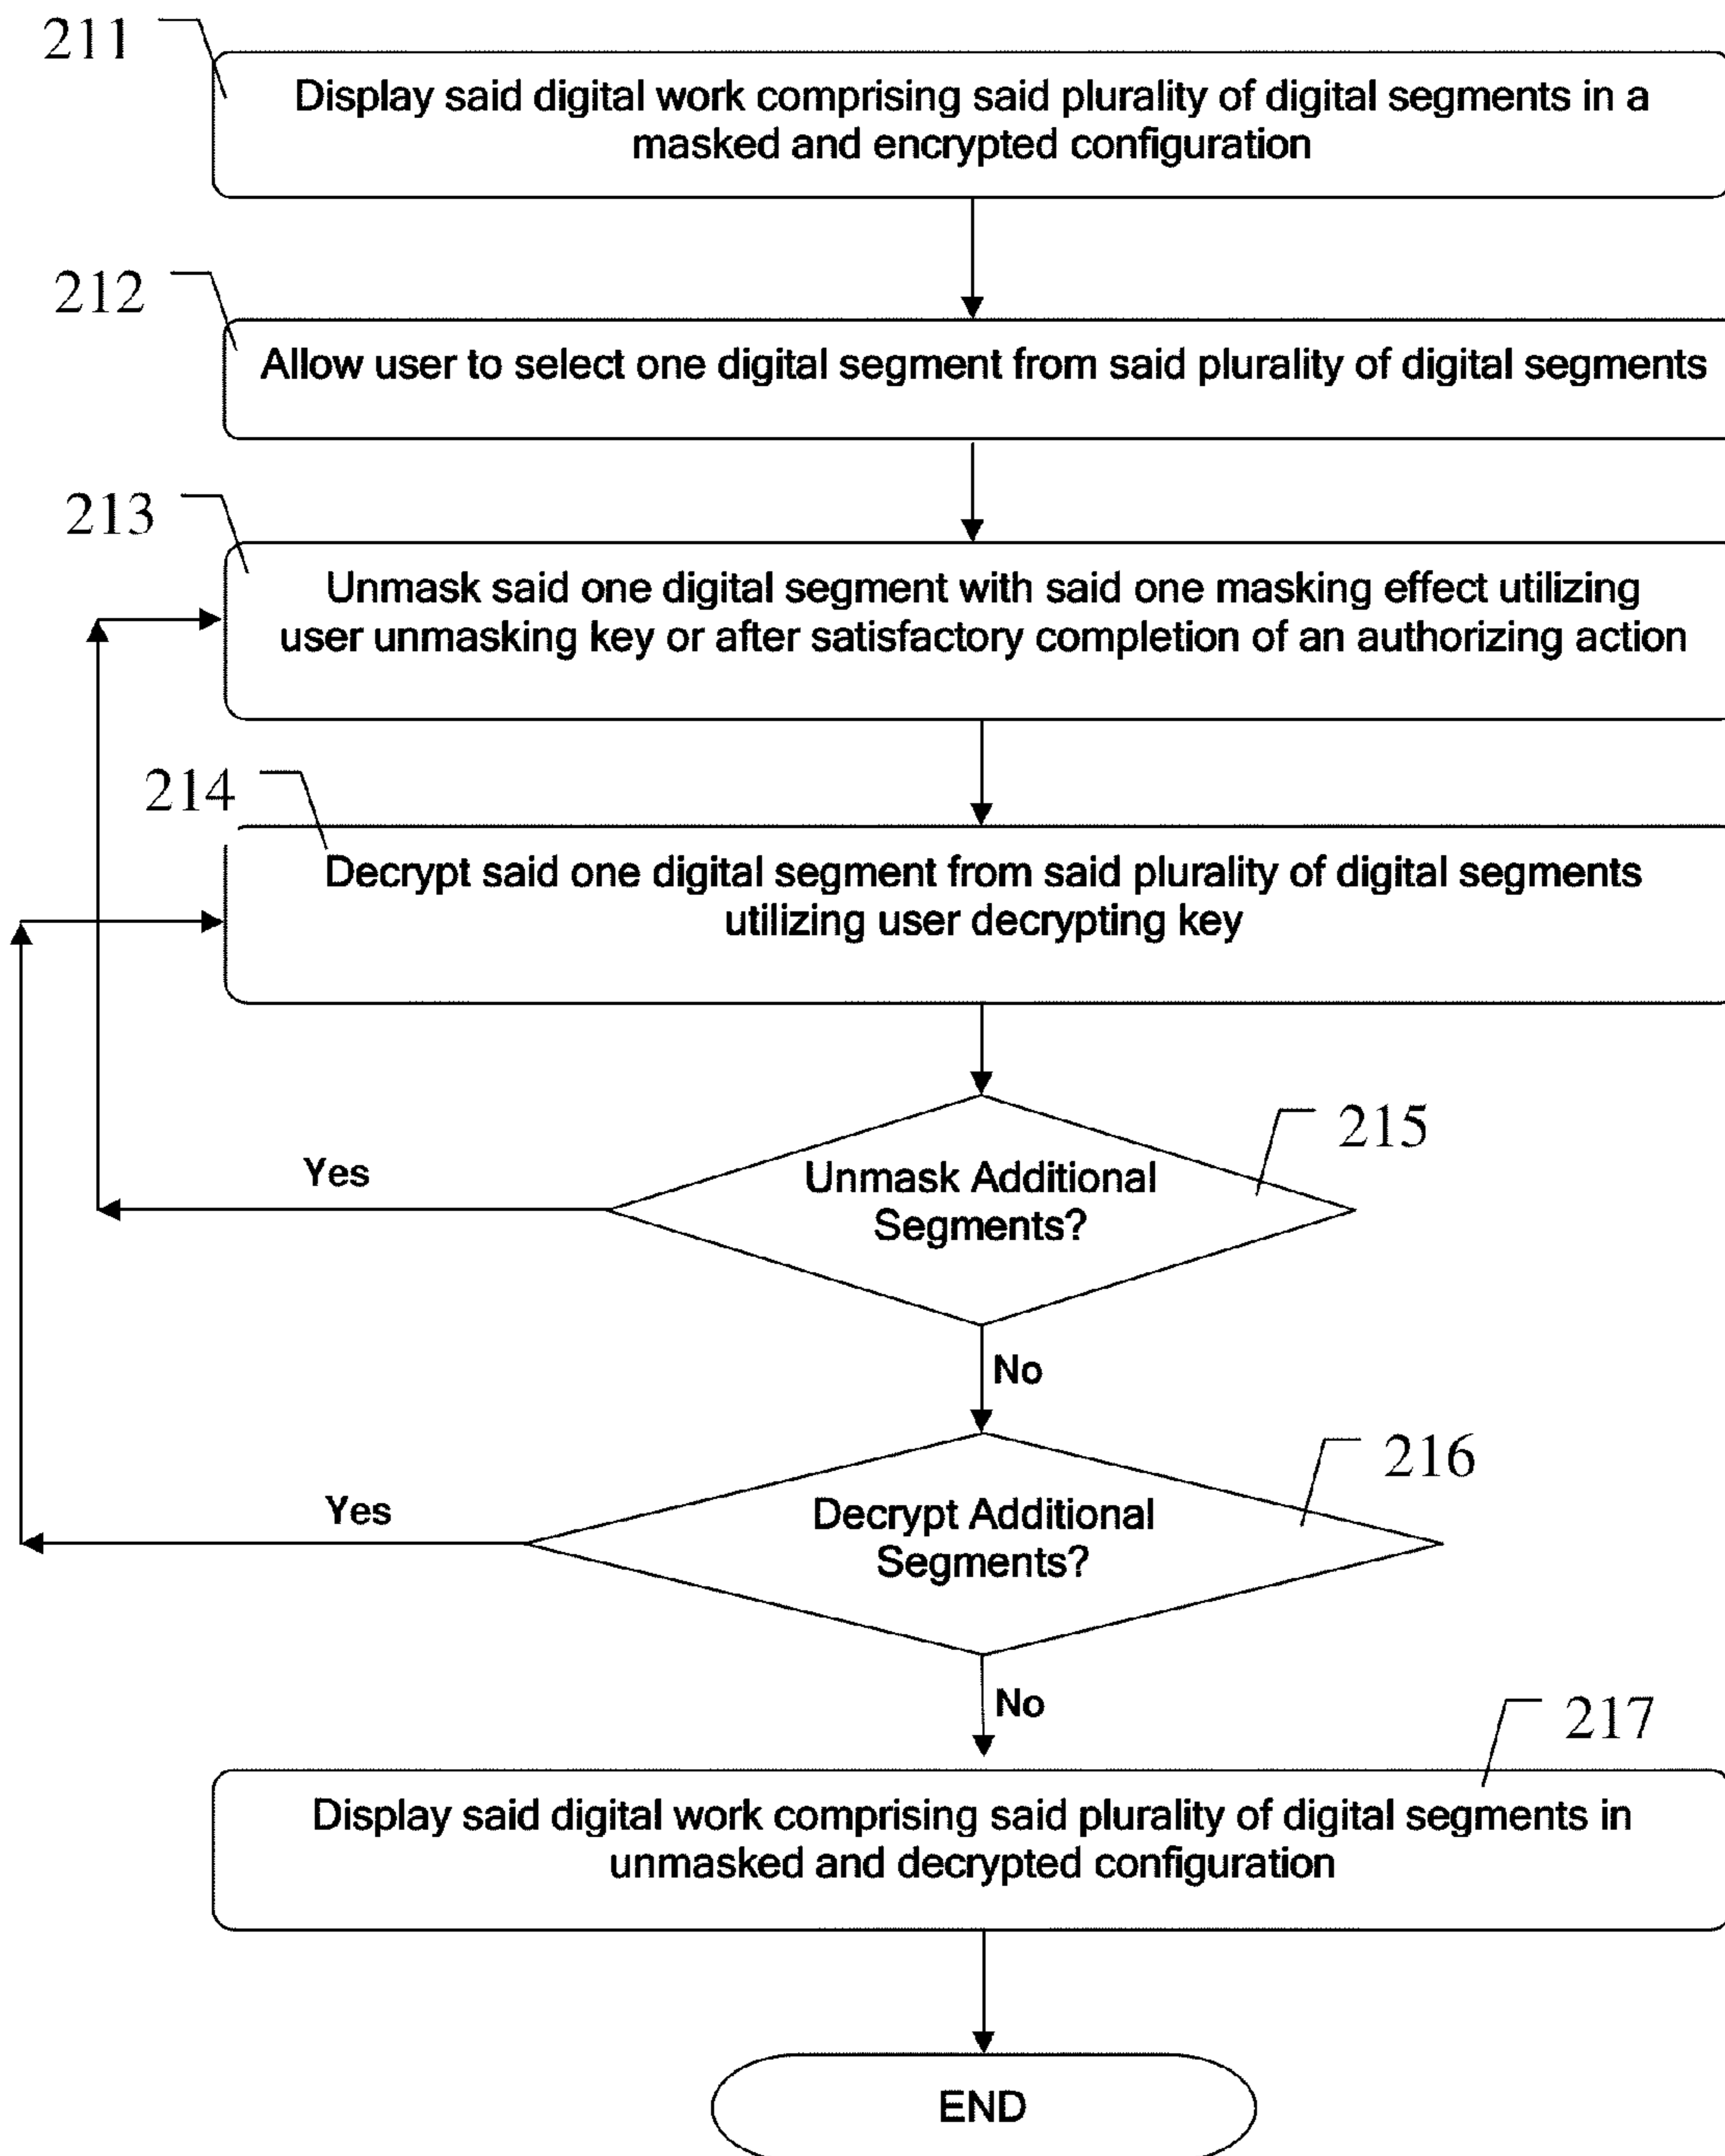 211
Display said digital work comprising said plurality of digital segments in a
masked and encrypted configuration
212
Allow user to select one digital segment from said plurality of digital segments
213
Unmask said one digital segment with said one masking effect utilizing
user unmasking key or after satisfactory completion of an authorizing action
214
Decrypt said one digital segment from said plurality of digital segments
utilizing user decrypting key
215
Yes
Unmask Additional
Segments?
No
216
Yes
Decrypt Additional
Segments?
No
217
Display said digital work comprising said plurality of digital segments in
unmasked and decrypted configuration
END